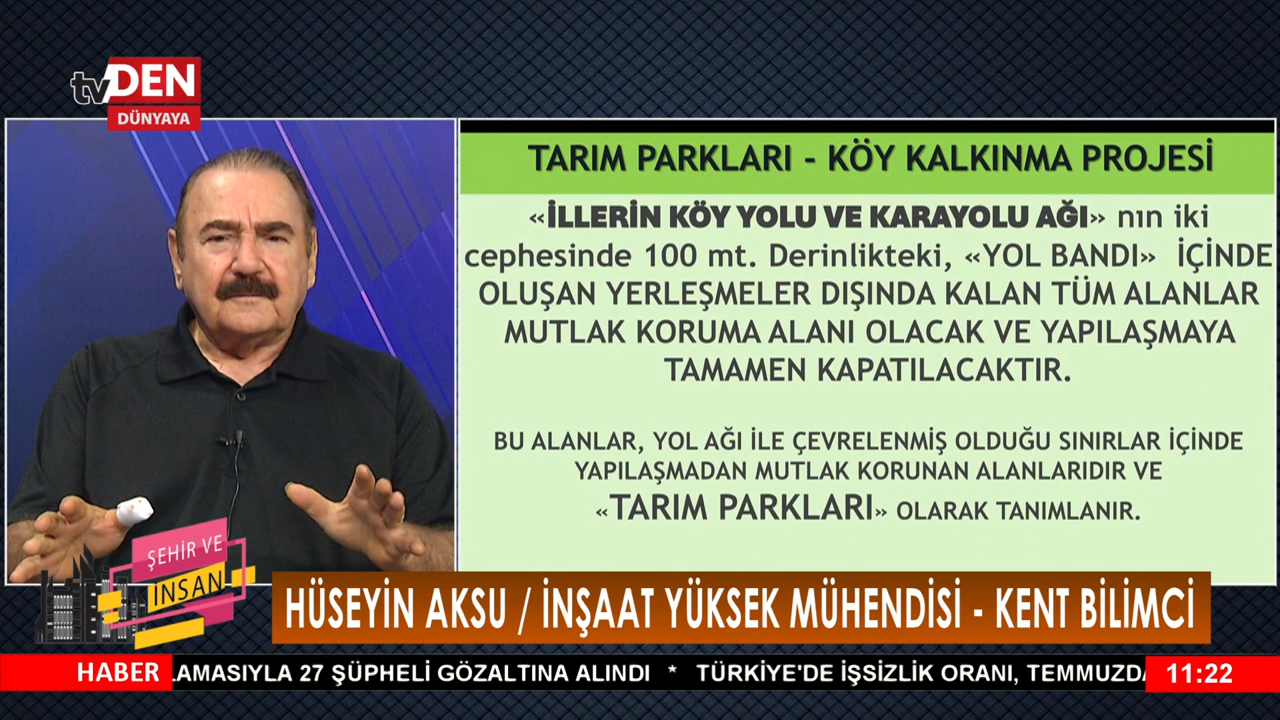 tvDEN
DÜNYAYA
TARIM PARKLARI - KÖY KALKINMA PROJESİ
«İLLERİN KÖY YOLU VE KARAYOLU AĞI» nın iki
cephesinde 100 mt. Derinlikteki, «YOL BANDI» İÇİNDE
OLUŞAN YERLEŞMELER DIŞINDA KALAN TÜM ALANLAR
MUTLAK KORUMA ALANI OLACAK VE YAPILAŞMAYA
TAMAMEN KAPATILACAKTIR.
BU ALANLAR, YOL AĞI İLE ÇEVRELENMİŞ OLDUĞU SINIRLAR İÇİNDE
YAPILAŞMADAN MUTLAK KORUNAN ALANLARIDIR VE
«TARIM PARKLARI» OLARAK TANIMLANIR.
ŞEHİR VE
İNSAN
HÜSEYİN AKSU / İNŞAAT YÜKSEK MÜHENDİSİ - KENT BİLİMCİ
HABER LAMASIYLA 27 ŞÜPHELİ GÖZALTINA ALINDI * TÜRKİYE'DE İŞSİZLİK ORANI, TEMMUZDA 11:22